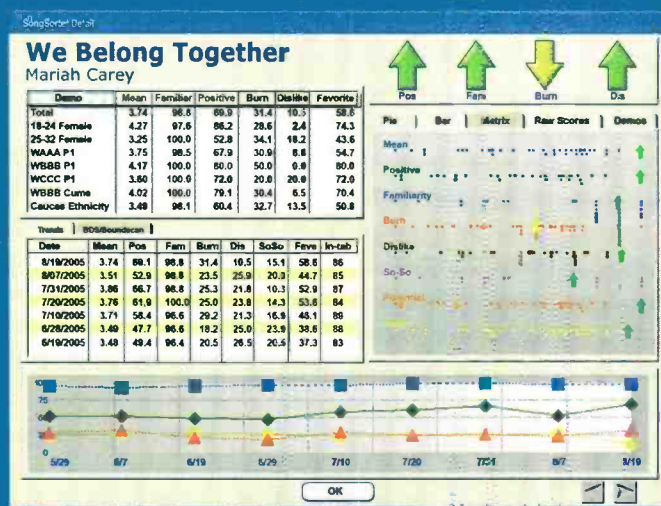 SongSorter Detail
We Belong Together
Mariah Carey
Demo Mean Familiar Positive Burn Dislike Favorite
Total 3.74 98.8 69.9 31.4 10.5 58.6
18-24 Female 4.27 97.6 86.2 28.6 2.4 74.3
25-32 Female 3.25 100.0 52.8 34.1 18.2 43.6
WAAA P1 3.75 98.5 67.9 30.9 8.8 54.7
WBBB P1 4.17 100.0 80.0 50.0 0.0 80.0
WCCC P1 3.80 100.0 72.0 20.0 20.0 72.0
WBBB Cume 4.02 100.0 79.1 30.4 6.5 70.4
Caucas Ethnicity 3.49 98.1 60.4 32.7 13.5 50.8
Pos Fam Burn Dis
Pie Bar Matrix Raw Scores Demos
Mean
Positive
Familiarity
Burn
Dislike
So-So
Potential
Trends BDS/Soundscan
Date Mean Pos Fam Burn Dis SoSo Fave In-tab
8/19/2005 3.74 69.1 98.8 31.4 10.5 15.1 58.6 86
8/07/2005 3.51 52.9 98.8 23.5 25.9 20.0 44.7 85
7/31/2005 3.86 66.7 98.8 25.3 21.8 10.3 52.9 87
7/20/2005 3.76 61.9 100.0 25.0 23.8 14.3 53.6 84
7/10/2005 3.71 58.4 96.6 29.2 21.3 16.9 48.1 89
6/28/2005 3.49 47.7 96.6 18.2 25.0 23.9 38.6 88
6/19/2005 3.48 49.4 96.4 20.5 26.5 20.5 37.3 83
75
0
5/29 6/7 6/19 6/29 7/10 7/20 7/31 8/7 8/19
OK